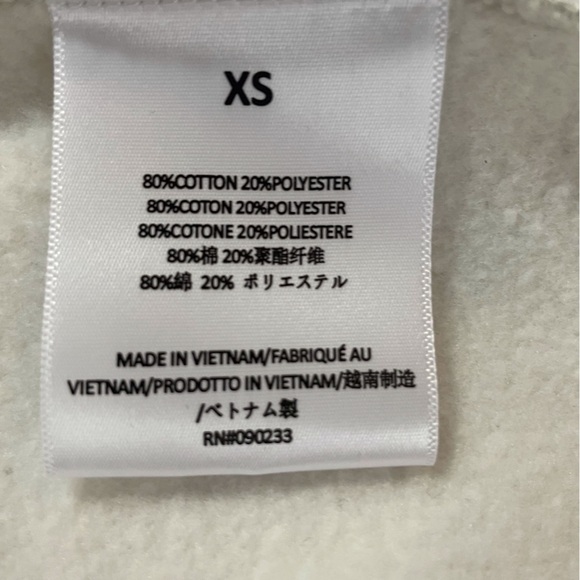 XS
80%COTTON 20%POLYESTER
80%COTON 20%POLYESTER
80%COTONE 20%POLIESTERE
80%棉 20%聚酯纤维
80%綿 20% ポリエステル
MADE IN VIETNAM/FABRIQUÉ AU
VIETNAM/PRODOTTO IN VIETNAM/越南制造
/ベトナム製
RN#090233